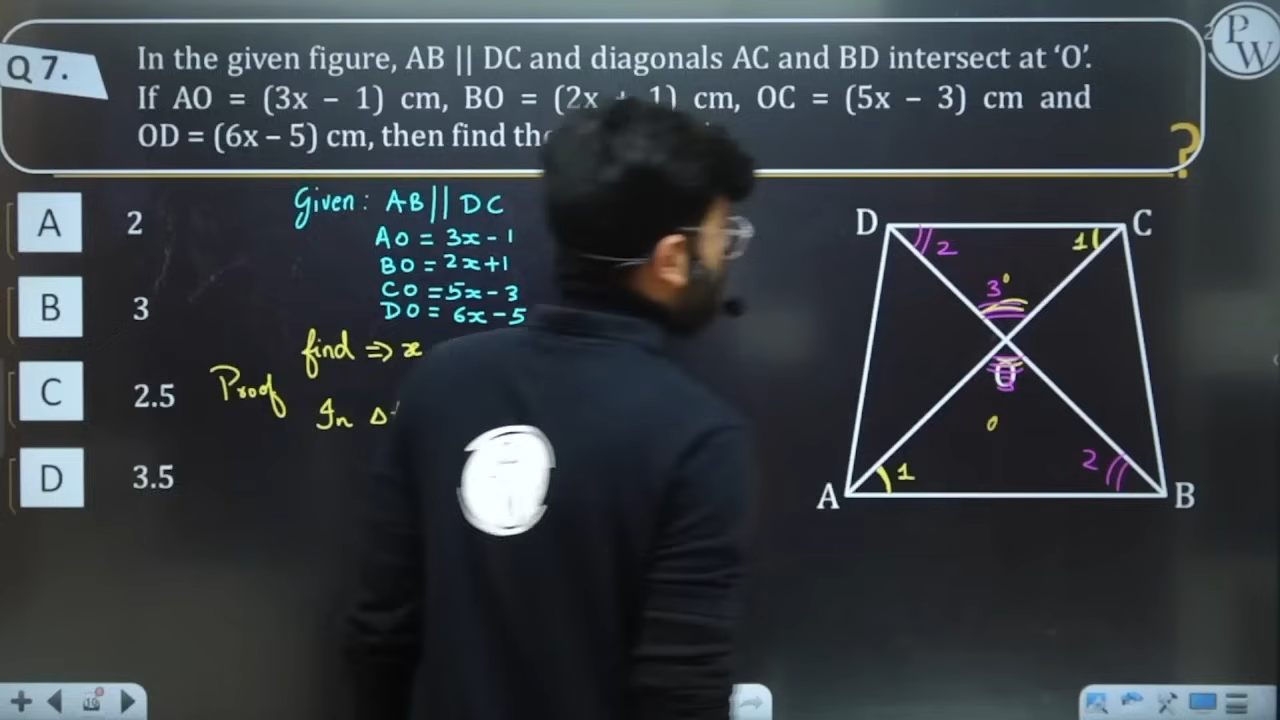 Q 7.
In the given figure, AB || DC and diagonals AC and BD intersect at ‘O’.
If AO = (3x – 1) cm, BO = (2x + 1) cm, OC = (5x – 3) cm and
OD = (6x – 5) cm, then find
?
PW
A 2
B 3
C 2.5
D 3.5
Given: AB || DC
AO = 3x - 1
BO = 2x + 1
CO = 5x - 3
DO = 6x - 5
find => x
Proof
In Δ
D
C
2
1
3
O
1
2
A
B